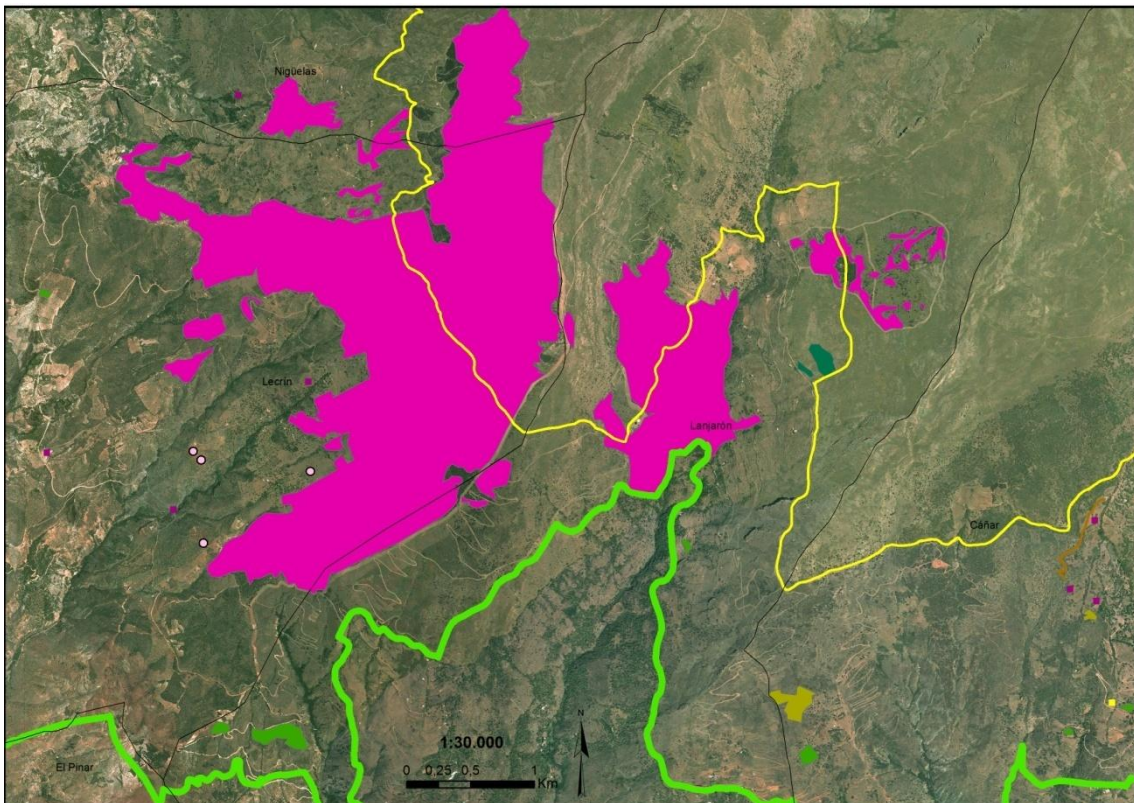 Nigüelas
Lecrín
Lanjarón
Cáñar
El Pinar
N
1:30.000
0 0,25 0,5 1
Km